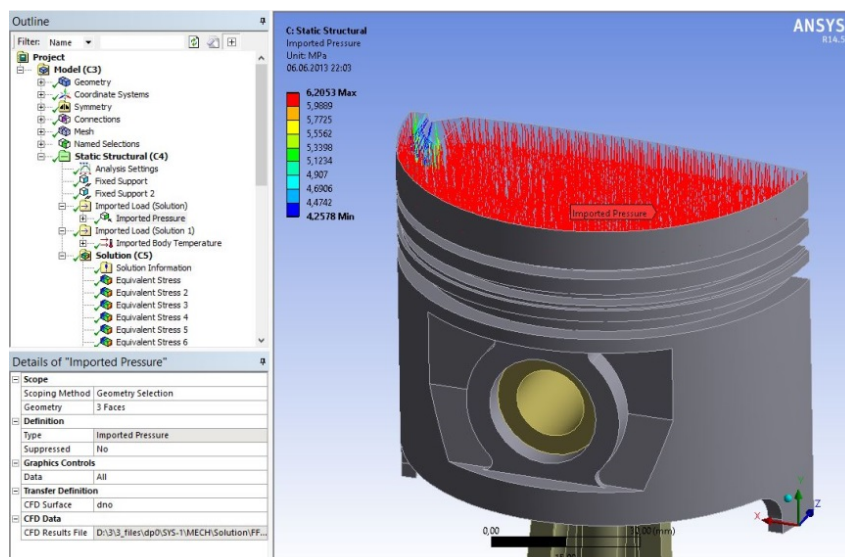 Outline
Filter: Name
Project
Model (C3)
Geometry
Coordinate Systems
Symmetry
Connections
Mesh
Named Selections
Static Structural (C4)
Analysis Settings
Fixed Support
Fixed Support 2
Imported Load (Solution)
Imported Pressure
Imported Load (Solution 1)
Imported Body Temperature
Solution (C5)
Solution Information
Equivalent Stress
Equivalent Stress 2
Equivalent Stress 3
Equivalent Stress 4
Equivalent Stress 5
Equivalent Stress 6
Details of "Imported Pressure"
Scope
Scoping Method Geometry Selection
Geometry 3 Faces
Definition
Type Imported Pressure
Suppressed No
Graphics Controls
Data All
Transfer Definition
CFD Surface dno
CFD Data
CFD Results File D:\3\3_files\dp0\SYS-1\MECH\Solution\FF...
C: Static Structural
Imported Pressure
Unit: MPa
06.06.2013 22:03
6,2053 Max
5,9889
5,7725
5,5562
5,3398
5,1234
4,907
4,6906
4,4742
4,2578 Min
ANSYS
R14.5
Imported Pressure
0,00
(mm)
Y
X
Z